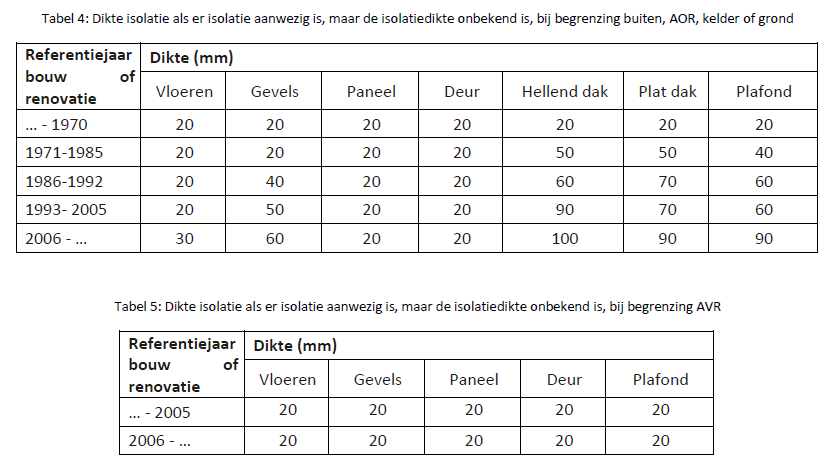 Tabel 4: Dikte isolatie als er isolatie aanwezig is, maar de isolatiedikte onbekend is, bij begrenzing buiten, AOR, kelder of grond
Referentiejaar bouw of renovatie Dikte (mm)
Vloeren Gevels Paneel Deur Hellend dak Plat dak Plafond
... - 1970 20 20 20 20 20 20 20
1971-1985 20 20 20 20 50 50 40
1986-1992 20 40 20 20 60 70 60
1993- 2005 20 50 20 20 90 70 60
2006 - ... 30 60 20 20 100 90 90
Tabel 5: Dikte isolatie als er isolatie aanwezig is, maar de isolatiedikte onbekend is, bij begrenzing AVR
Referentiejaar bouw of renovatie Dikte (mm)
Vloeren Gevels Paneel Deur Plafond
... - 2005 20 20 20 20 20
2006 - ... 20 20 20 20 20